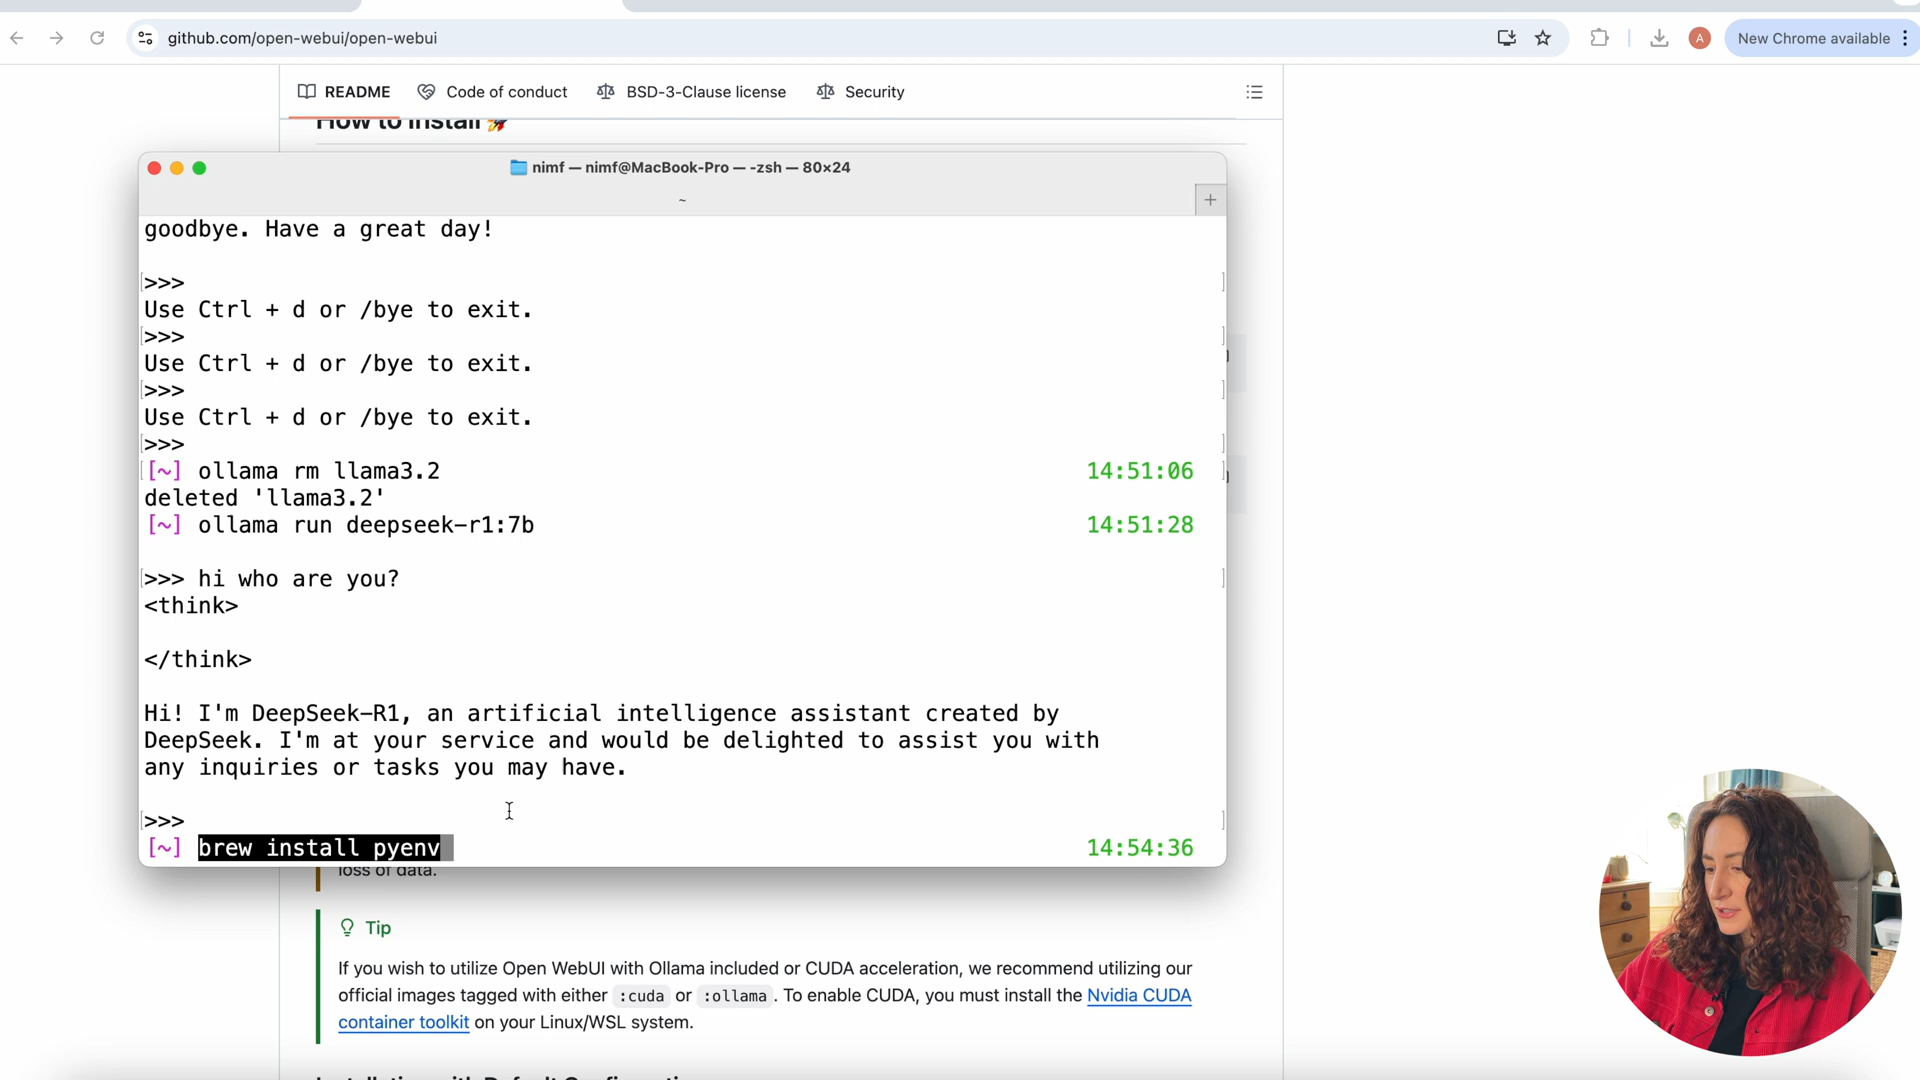 github.com/open-webui/open-webui
A
New Chrome available
README
Code of conduct
BSD-3-Clause license
Security
How to Install 🚀
nimf — nimf@MacBook-Pro — -zsh — 80×24
~
goodbye. Have a great day!
>>>
Use Ctrl + d or /bye to exit.
>>>
Use Ctrl + d or /bye to exit.
>>>
Use Ctrl + d or /bye to exit.
>>>
[~] ollama rm llama3.2 14:51:06
deleted 'llama3.2'
[~] ollama run deepseek-r1:7b 14:51:28
>>> hi who are you?
<think>
</think>
Hi! I'm DeepSeek-R1, an artificial intelligence assistant created by
DeepSeek. I'm at your service and would be delighted to assist you with
any inquiries or tasks you may have.
>>>
[~] brew install pyenv 14:54:36
loss of data.
Tip
If you wish to utilize Open WebUI with Ollama included or CUDA acceleration, we recommend utilizing our
official images tagged with either :cuda or :ollama. To enable CUDA, you must install the Nvidia CUDA
container toolkit on your Linux/WSL system.